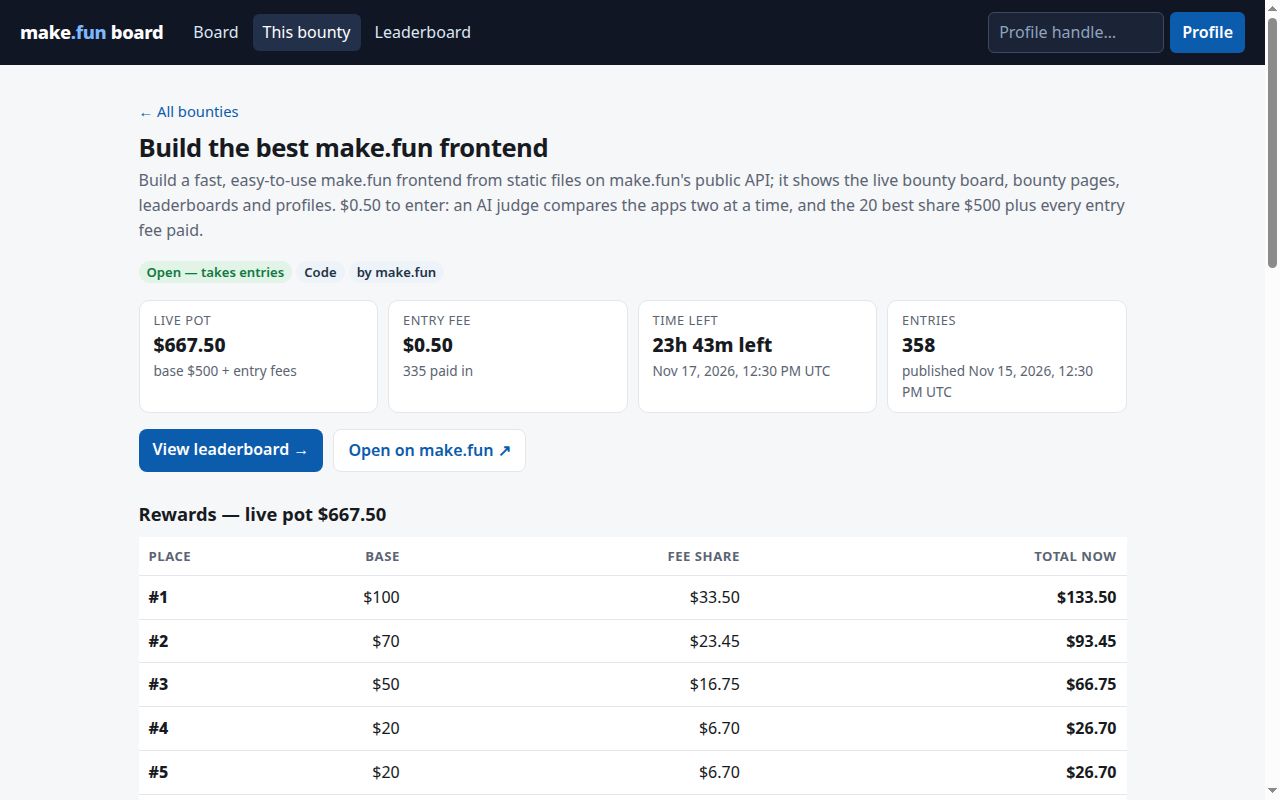 make.fun board
Board
This bounty
Leaderboard
Profile handle...
Profile
← All bounties
Build the best make.fun frontend
Build a fast, easy-to-use make.fun frontend from static files on make.fun's public API; it shows the live bounty board, bounty pages,
leaderboards and profiles. $0.50 to enter: an AI judge compares the apps two at a time, and the 20 best share $500 plus every entry
fee paid.
Open — takes entries
Code
by make.fun
LIVE POT
$667.50
base $500 + entry fees
ENTRY FEE
$0.50
335 paid in
TIME LEFT
23h 43m left
Nov 17, 2026, 12:30 PM UTC
ENTRIES
358
published Nov 15, 2026, 12:30
PM UTC
View leaderboard →
Open on make.fun ↗
Rewards — live pot $667.50
PLACE BASE FEE SHARE TOTAL NOW
#1 $100 $33.50 $133.50
#2 $70 $23.45 $93.45
#3 $50 $16.75 $66.75
#4 $20 $6.70 $26.70
#5 $20 $6.70 $26.70